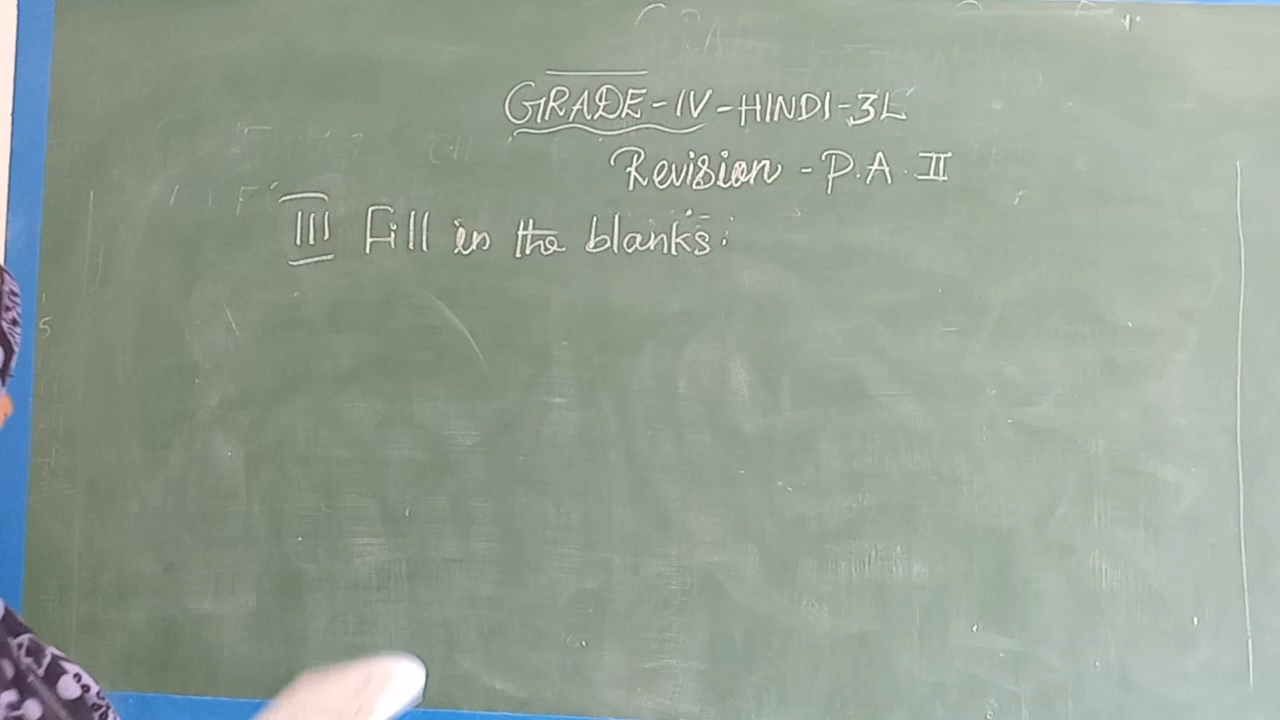 GRADE-IV-HINDI-3L
Revision - P.A. II
III Fill in the blanks: